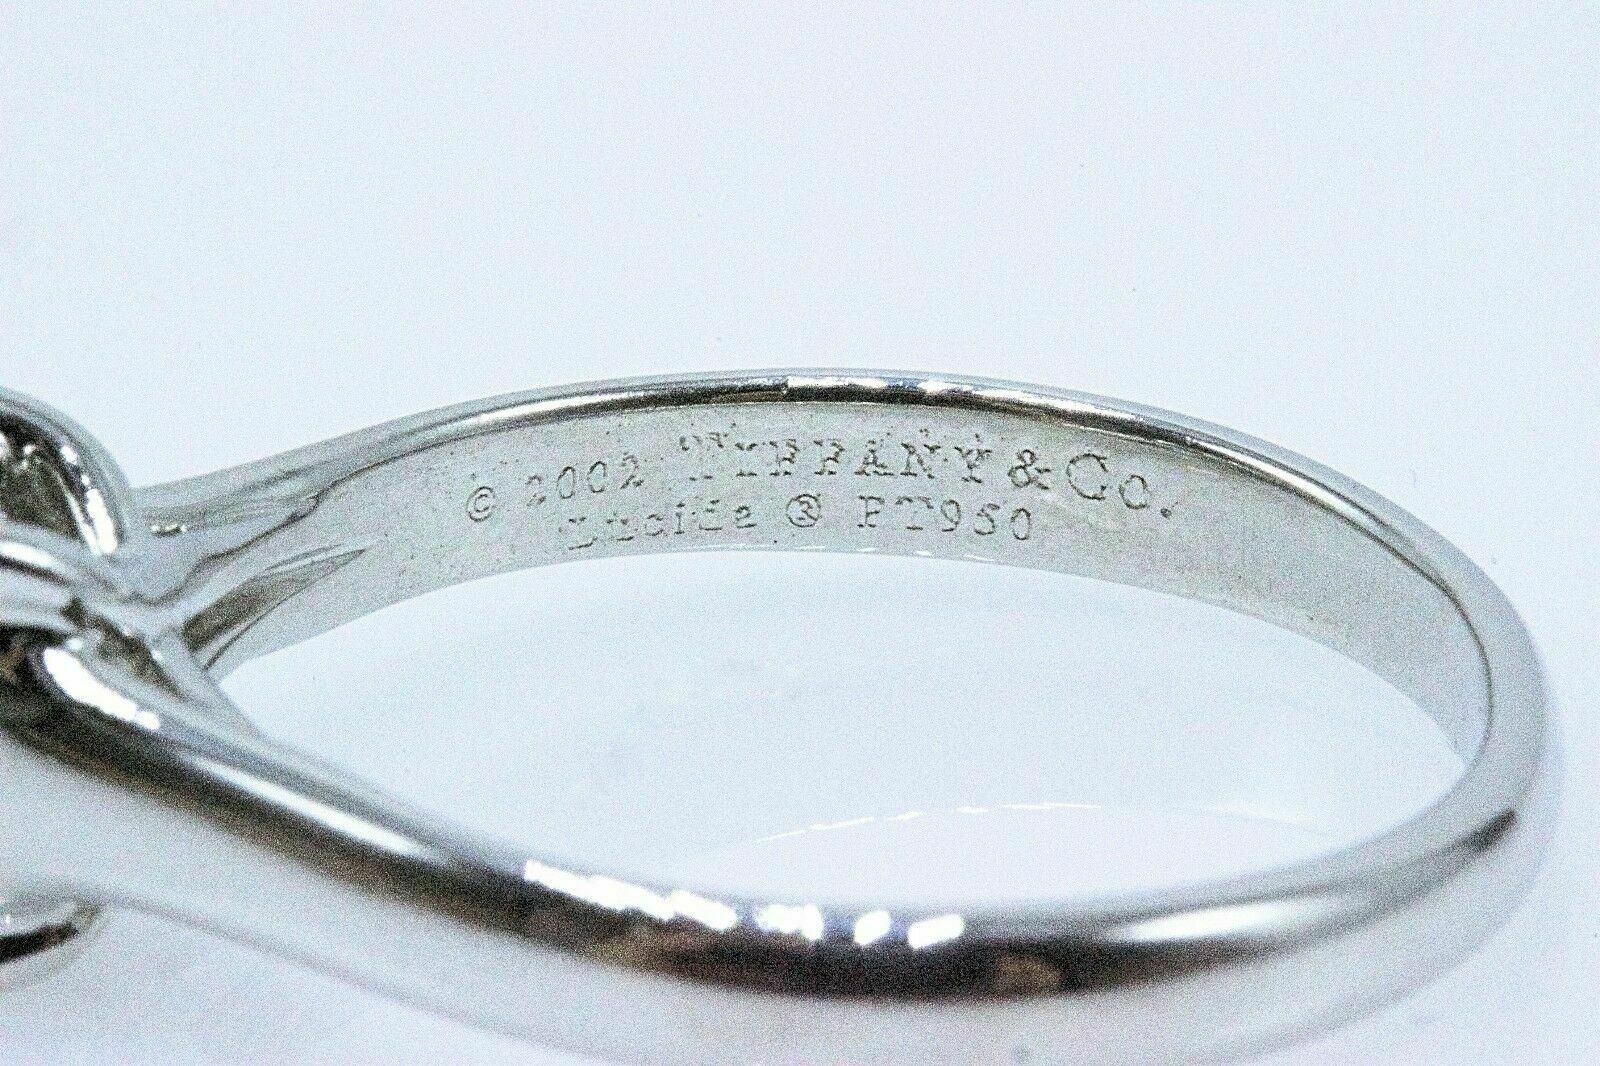 © 2002 TIFFANY & Co.
Lucida ® PT950